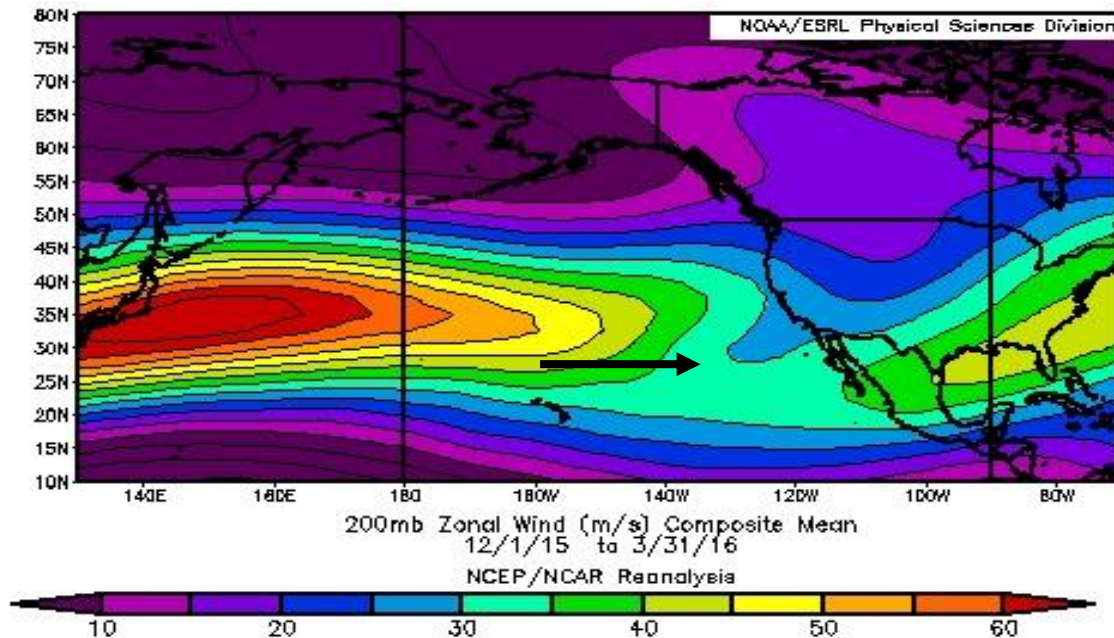 80N
NOAA/ESRL Physical Sciences Division
75N
70N
65N
60N
55N
50N
45N
40N
35N
30N
25N
20N
15N
10N
140E 160E 180 160W 140W 120W 100W 80W
200mb Zonal Wind (m/s) Composite Mean
12/1/15 to 3/31/16
NCEP/NCAR Reanalysis
10 20 30 40 50 60